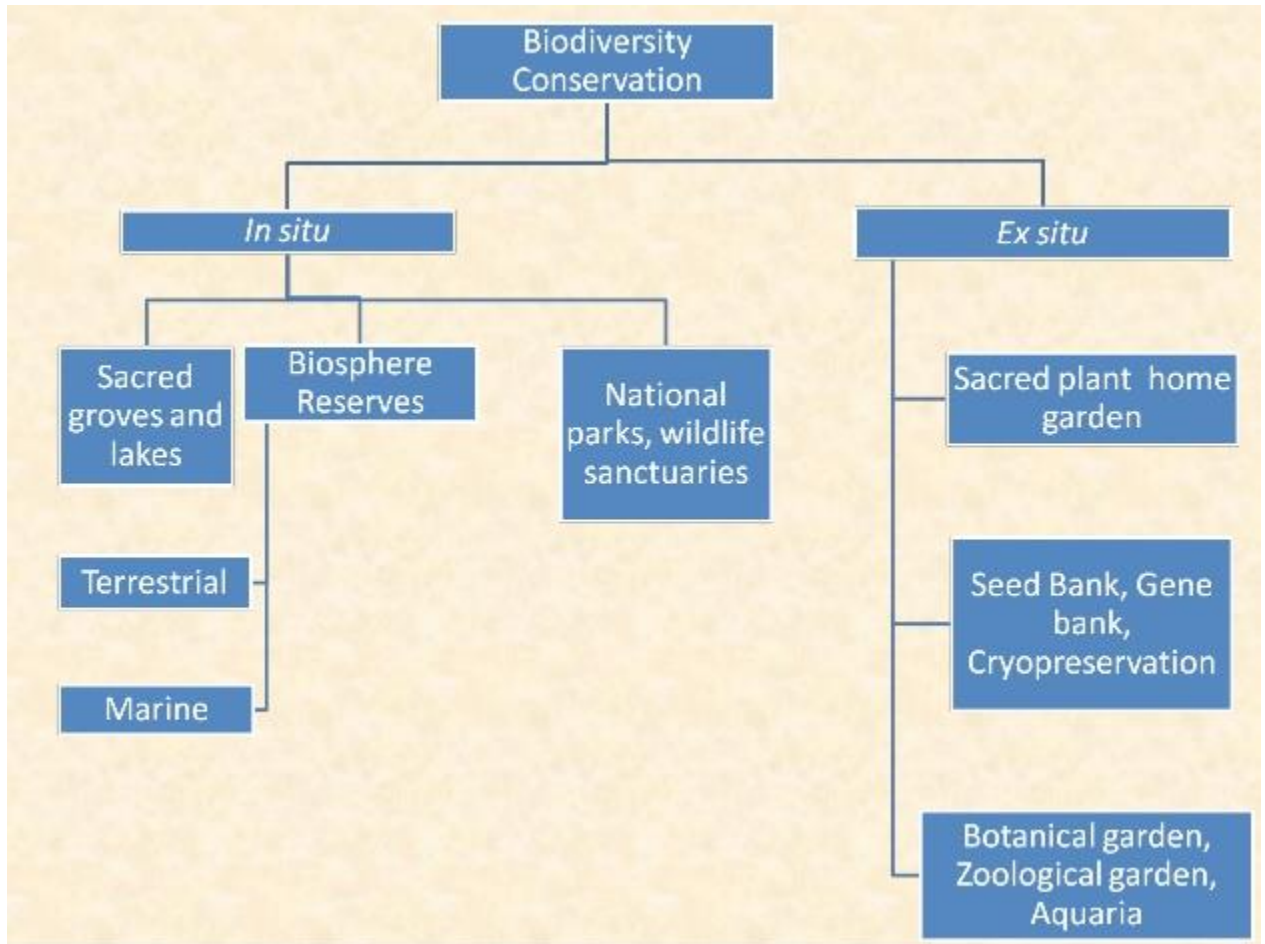 Biodiversity
Conservation
In situ
Ex situ
Sacred
groves and
lakes
Biosphere
Reserves
National
parks, wildlife
sanctuaries
Terrestrial
Marine
Sacred plant home
garden
Seed Bank, Gene
bank,
Cryopreservation
Botanical garden,
Zoological garden,
Aquaria